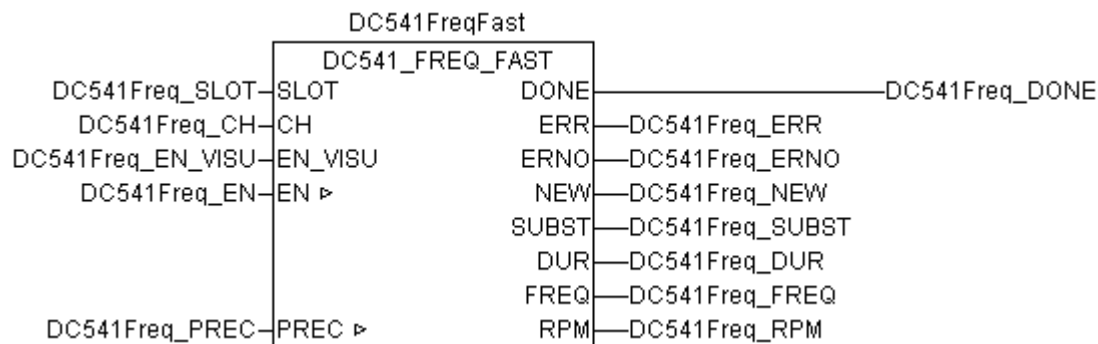 DC541FreqFast
DC541_FREQ_FAST
DC541Freq_SLOT SLOT DONE DC541Freq_DONE
DC541Freq_CH CH ERR DC541Freq_ERR
DC541Freq_EN_VISU EN_VISU ERNO DC541Freq_ERNO
DC541Freq_EN EN NEW DC541Freq_NEW
SUBST DC541Freq_SUBST
DUR DC541Freq_DUR
FREQ DC541Freq_FREQ
DC541Freq_PREC PREC RPM DC541Freq_RPM